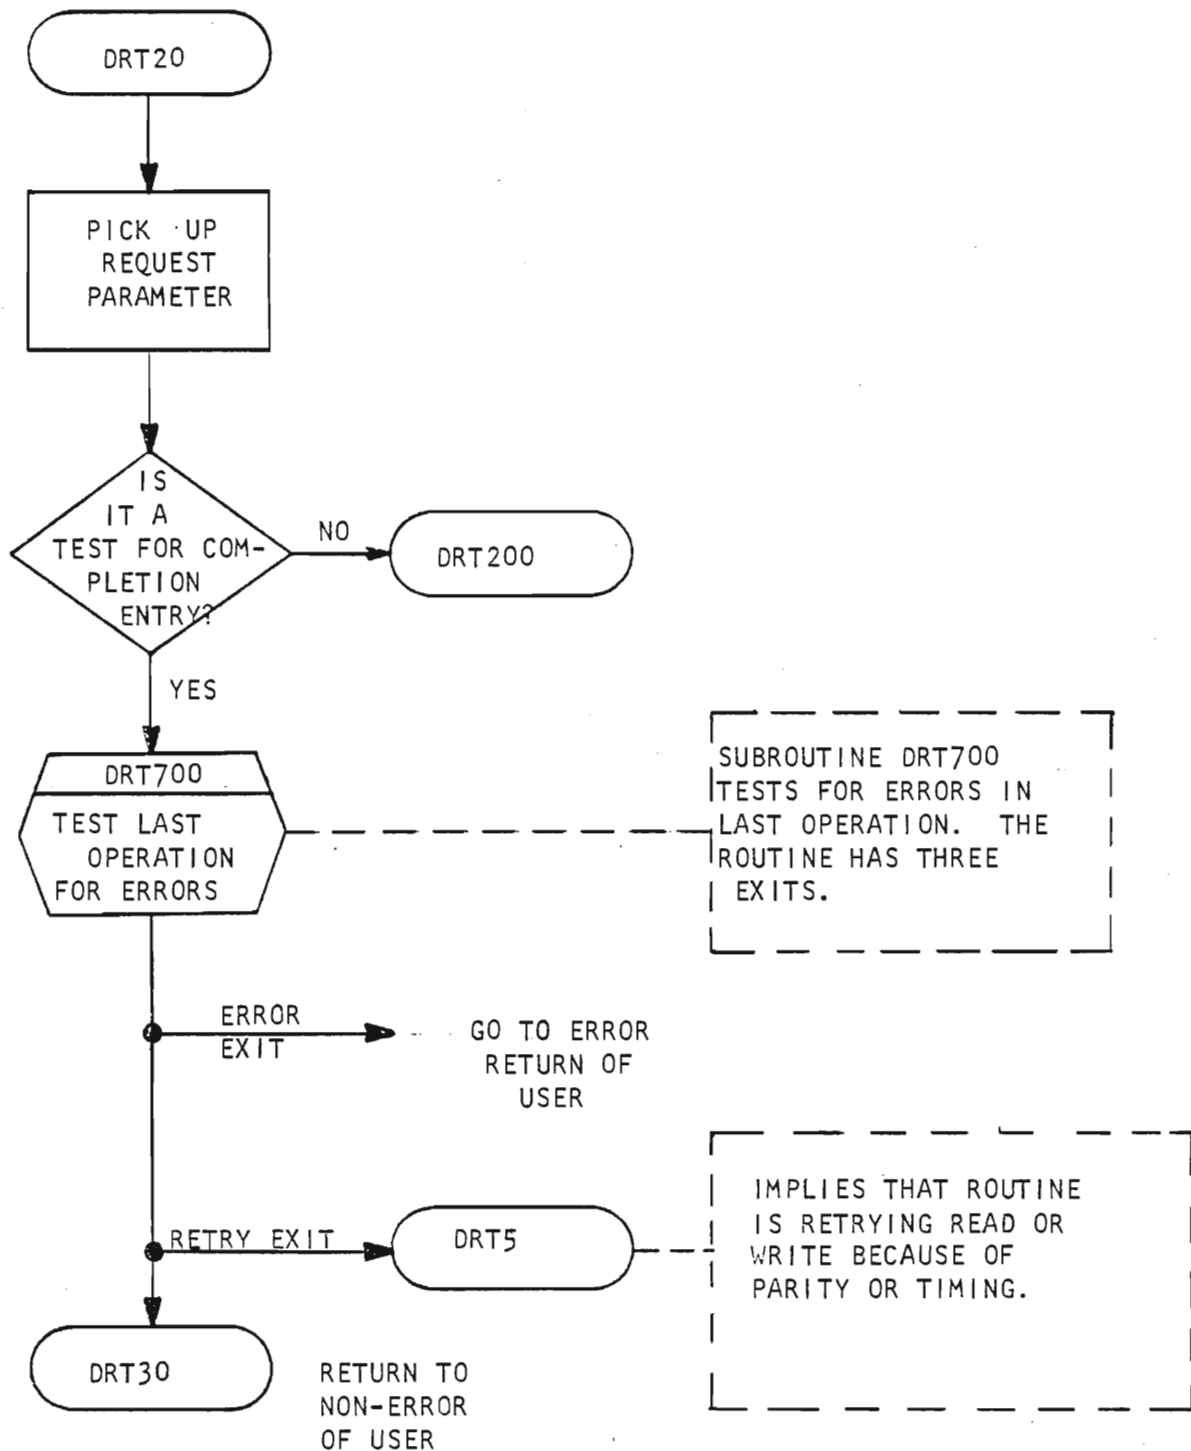 DRT20
PICK UP
REQUEST
PARAMETER
IS
IT A
TEST FOR COM-
PLETION
ENTRY?
NO
DRT200
YES
DRT700
TEST LAST
OPERATION
FOR ERRORS
SUBROUTINE DRT700
TESTS FOR ERRORS IN
LAST OPERATION. THE
ROUTINE HAS THREE
EXITS.
ERROR
EXIT
GO TO ERROR
RETURN OF
USER
RETRY EXIT
DRT5
IMPLIES THAT ROUTINE
IS RETRYING READ OR
WRITE BECAUSE OF
PARITY OR TIMING.
DRT30
RETURN TO
NON-ERROR
OF USER